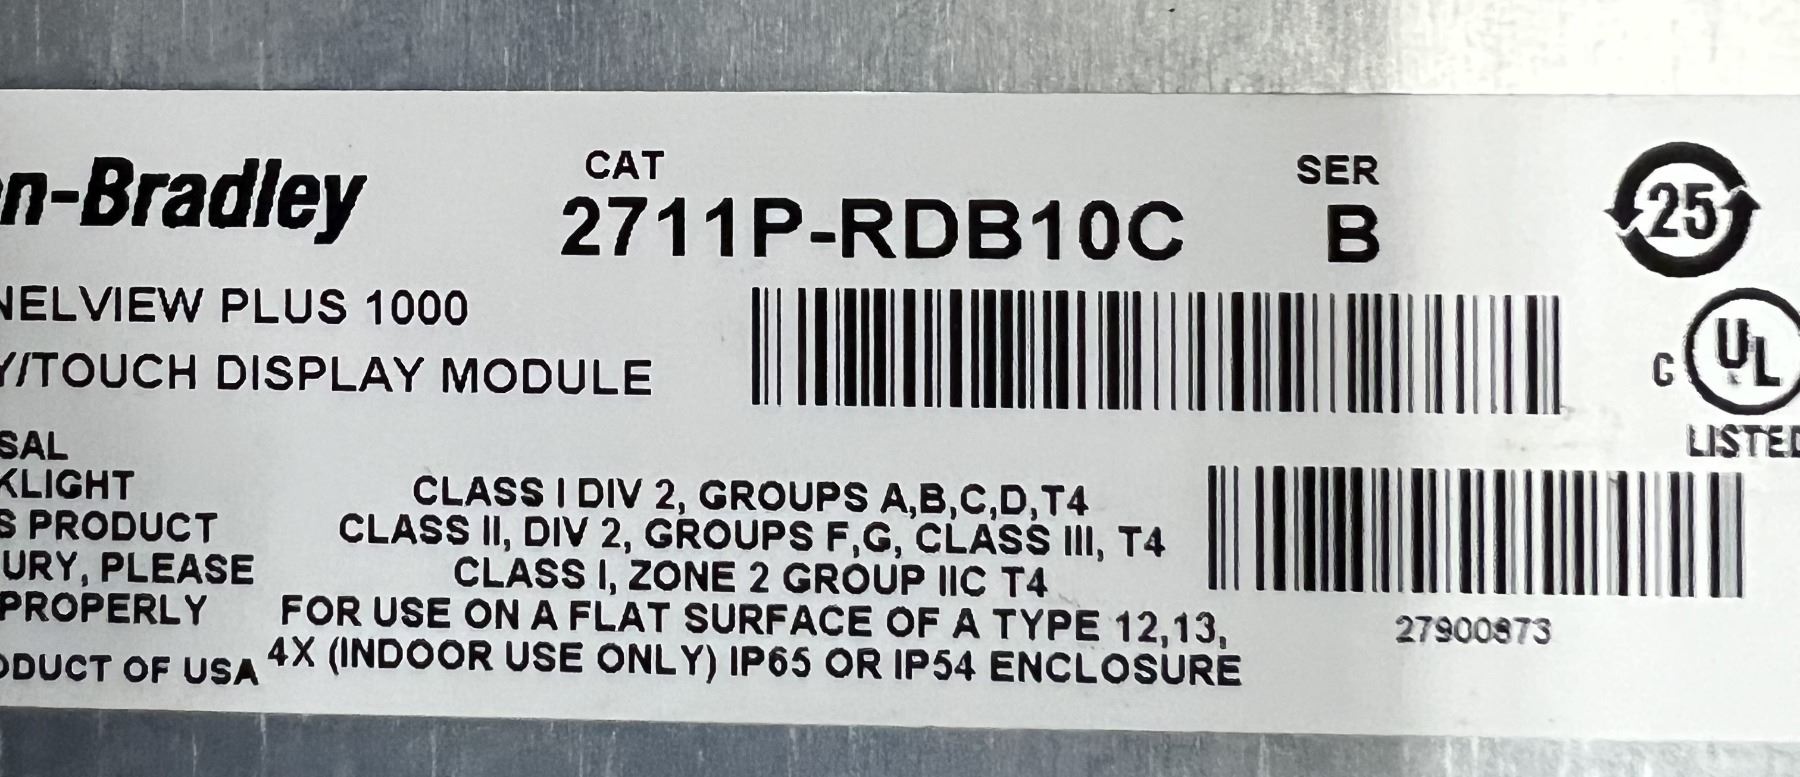 n-Bradley
CAT
2711P-RDB10C
SER
B
25
NELVIEW PLUS 1000
Y/TOUCH DISPLAY MODULE
C UL
LISTED
SAL
KLIGHT
S PRODUCT
URY, PLEASE
PROPERLY
DUCT OF USA
CLASS I DIV 2, GROUPS A,B,C,D,T4
CLASS II, DIV 2, GROUPS F,G, CLASS III, T4
CLASS I, ZONE 2 GROUP IIC T4
FOR USE ON A FLAT SURFACE OF A TYPE 12,13,
4X (INDOOR USE ONLY) IP65 OR IP54 ENCLOSURE
27900873